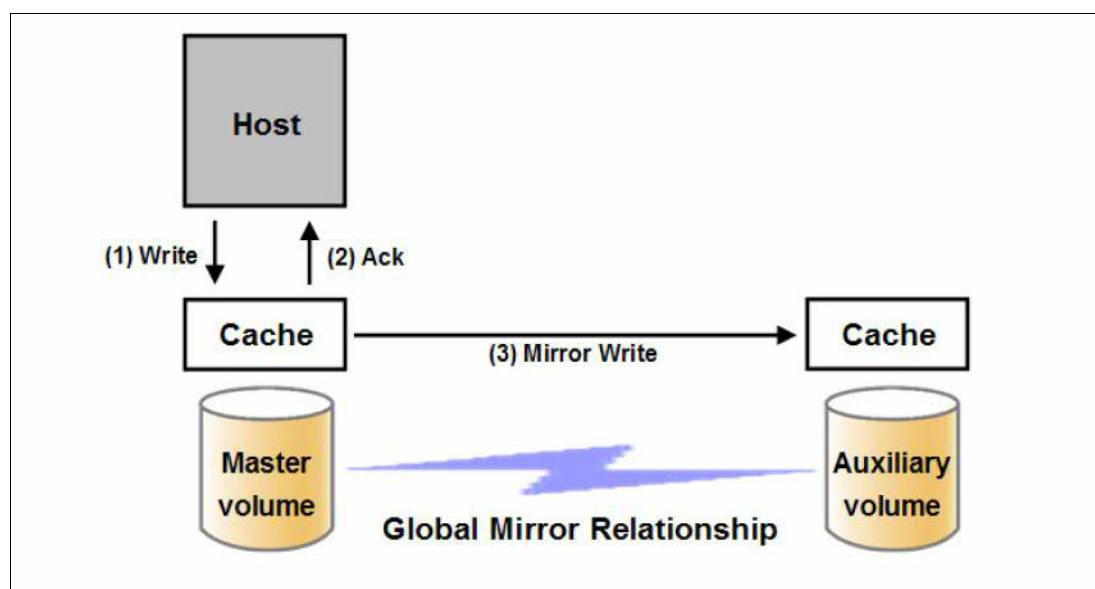 Host
(1) Write
(2) Ack
Cache
Cache
(3) Mirror Write
Master
volume
Auxiliary
volume
Global Mirror Relationship